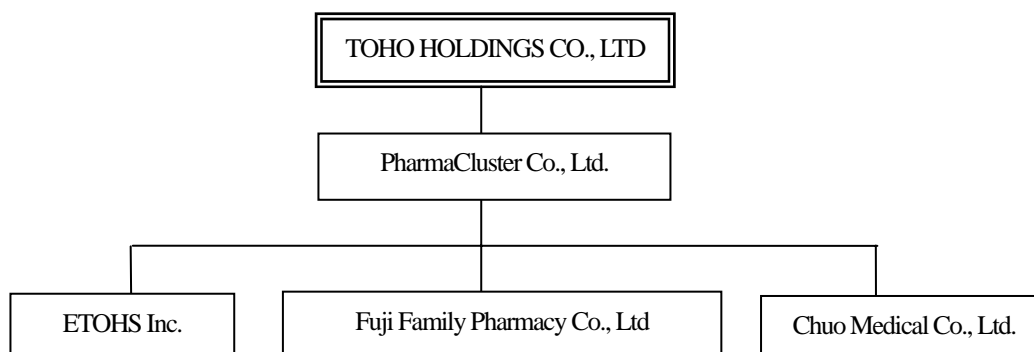 TOHO HOLDINGS CO., LTD
PharmaCluster Co., Ltd.
ETOHS Inc.
Fuji Family Pharmacy Co., Ltd
Chuo Medical Co., Ltd.